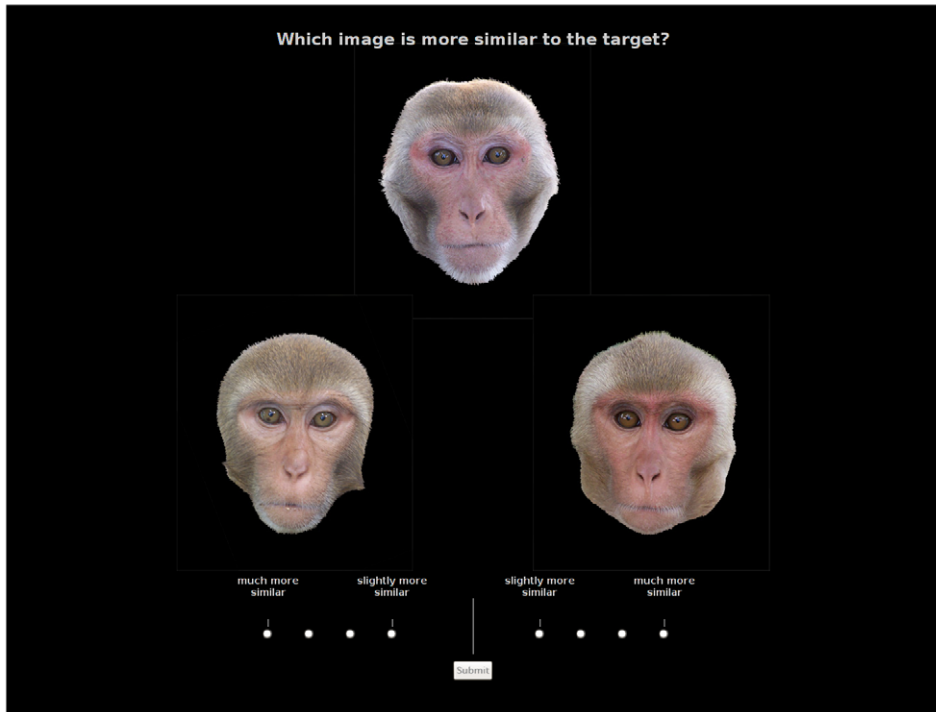 Which image is more similar to the target?
much more
similar
slightly more
similar
slightly more
similar
much more
similar
Submit